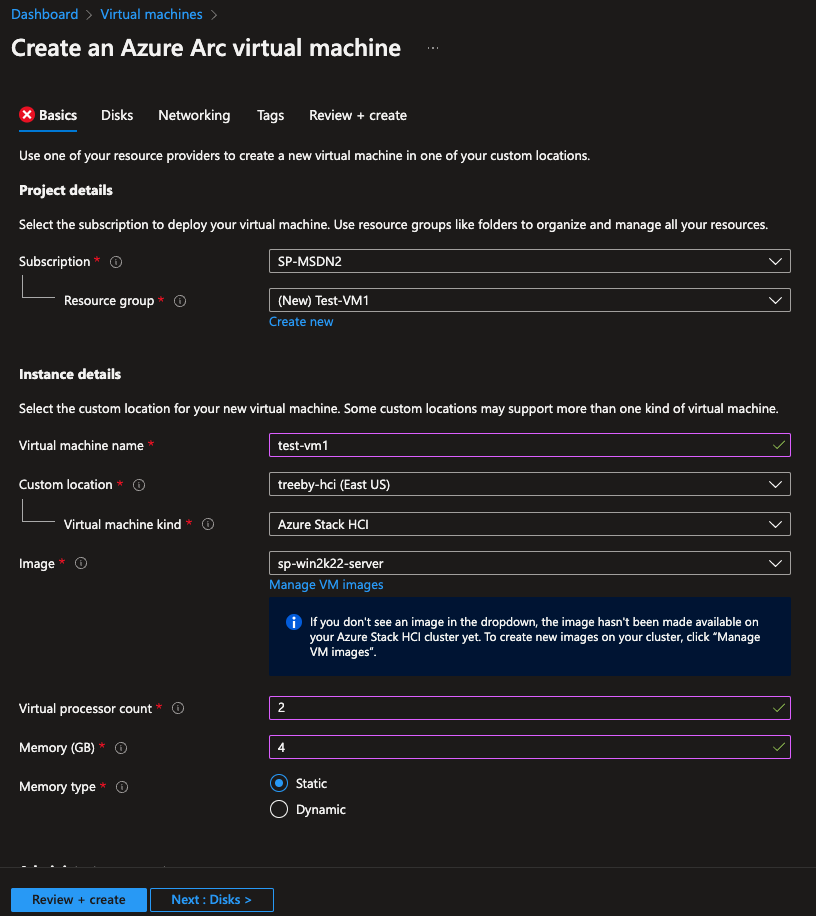 Dashboard > Virtual machines >
Create an Azure Arc virtual machine ...
Basics Disks Networking Tags Review + create
Use one of your resource providers to create a new virtual machine in one of your custom locations.
Project details
Select the subscription to deploy your virtual machine. Use resource groups like folders to organize and manage all your resources.
Subscription * SP-MSDN2
Resource group * (New) Test-VM1
Create new
Instance details
Select the custom location for your new virtual machine. Some custom locations may support more than one kind of virtual machine.
Virtual machine name * test-vm1
Custom location * treeby-hci (East US)
Virtual machine kind * Azure Stack HCI
Image * sp-win2k22-server
Manage VM images
If you don't see an image in the dropdown, the image hasn't been made available on
your Azure Stack HCI cluster yet. To create new images on your cluster, click "Manage
VM images".
Virtual processor count * 2
Memory (GB) * 4
Memory type * Static
Dynamic
Review + create Next : Disks >